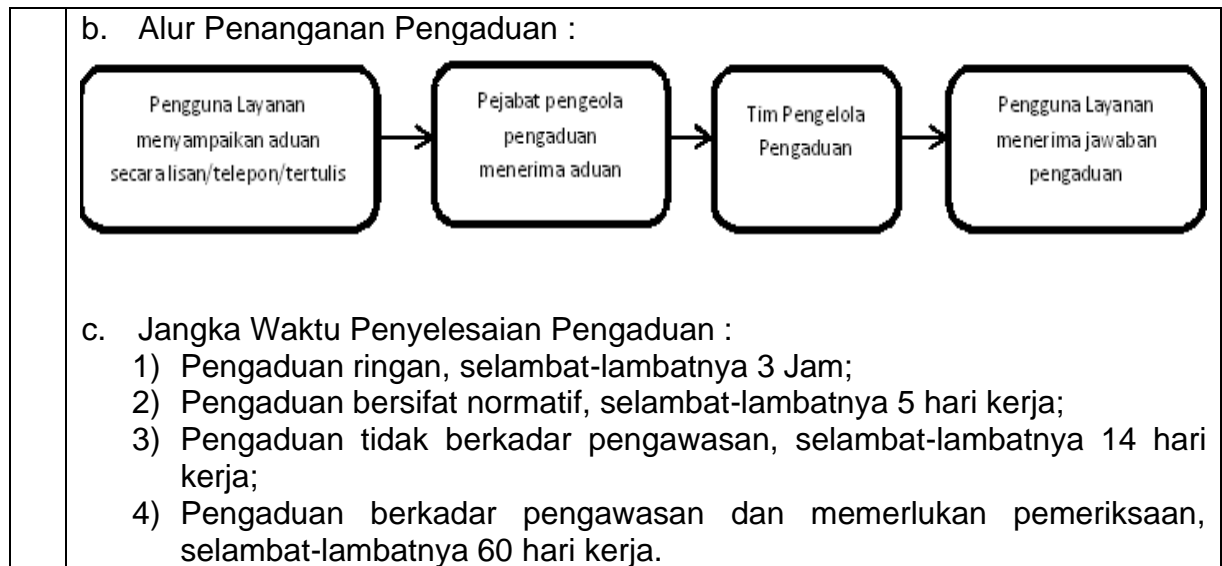 b. Alur Penanganan Pengaduan :
Pengguna Layanan
menyampaikan aduan
secara lisan/telepon/tertulis
Pejabat pengeola
pengaduan
menerima aduan
Tim Pengelola
Pengaduan
Pengguna Layanan
menerima jawaban
pengaduan
c. Jangka Waktu Penyelesaian Pengaduan :
1) Pengaduan ringan, selambat-lambatnya 3 Jam;
2) Pengaduan bersifat normatif, selambat-lambatnya 5 hari kerja;
3) Pengaduan tidak berkadar pengawasan, selambat-lambatnya 14 hari
kerja;
4) Pengaduan berkadar pengawasan dan memerlukan pemeriksaan,
selambat-lambatnya 60 hari kerja.